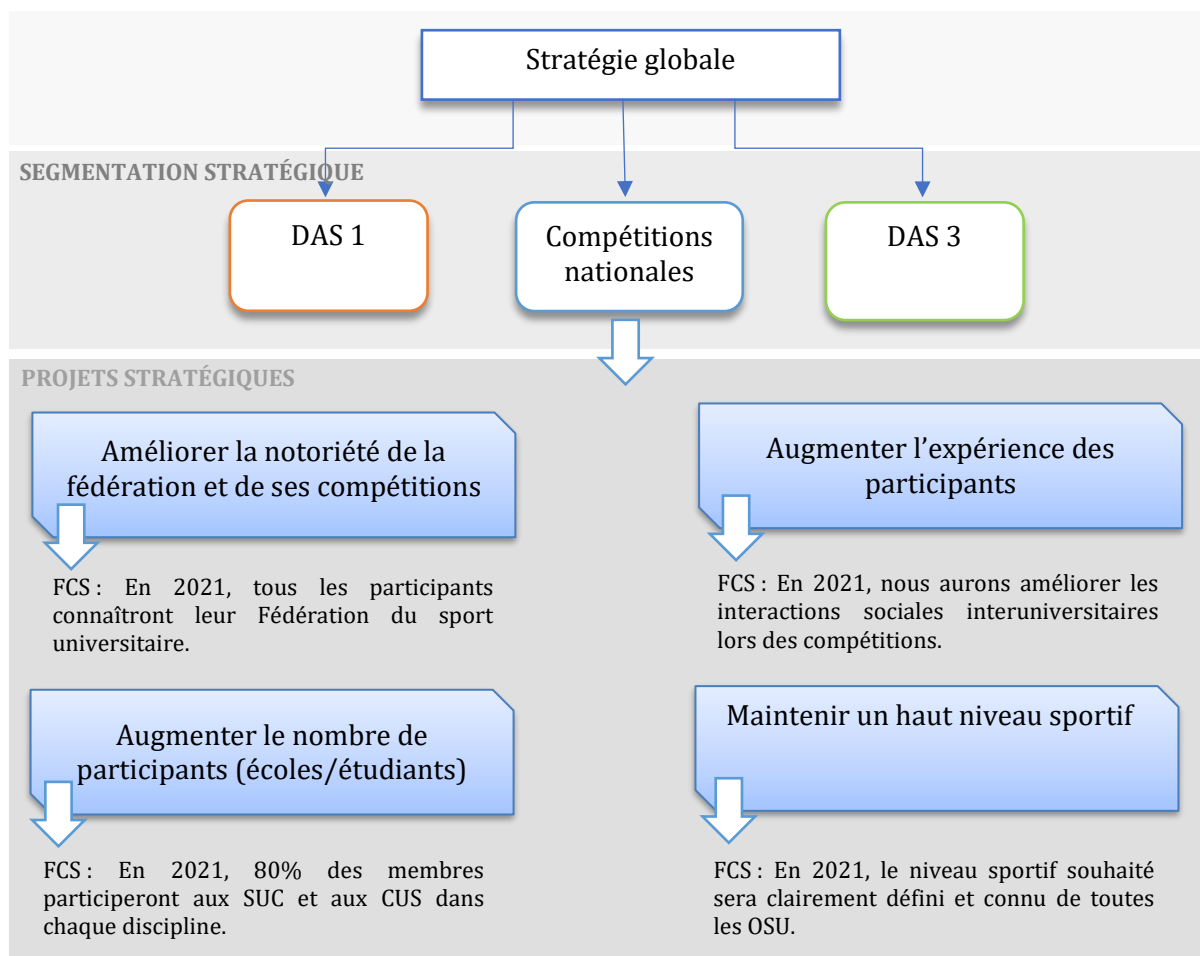 Stratégie globale
SEGMENTATION STRATÉGIQUE
DAS 1
Compétitions
nationales
DAS 3
PROJETS STRATÉGIQUES
Améliorer la notoriété de la
fédération et de ses compétitions
FCS : En 2021, tous les participants
connaîtront leur Fédération du sport
universitaire.
Augmenter l’expérience des
participants
FCS : En 2021, nous aurons améliorer les
interactions sociales interuniversitaires
lors des compétitions.
Augmenter le nombre de
participants (écoles/étudiants)
FCS : En 2021, 80% des membres
participeront aux SUC et aux CUS dans
chaque discipline.
Maintenir un haut niveau sportif
FCS : En 2021, le niveau sportif souhaité
sera clairement défini et connu de toutes
les OSU.